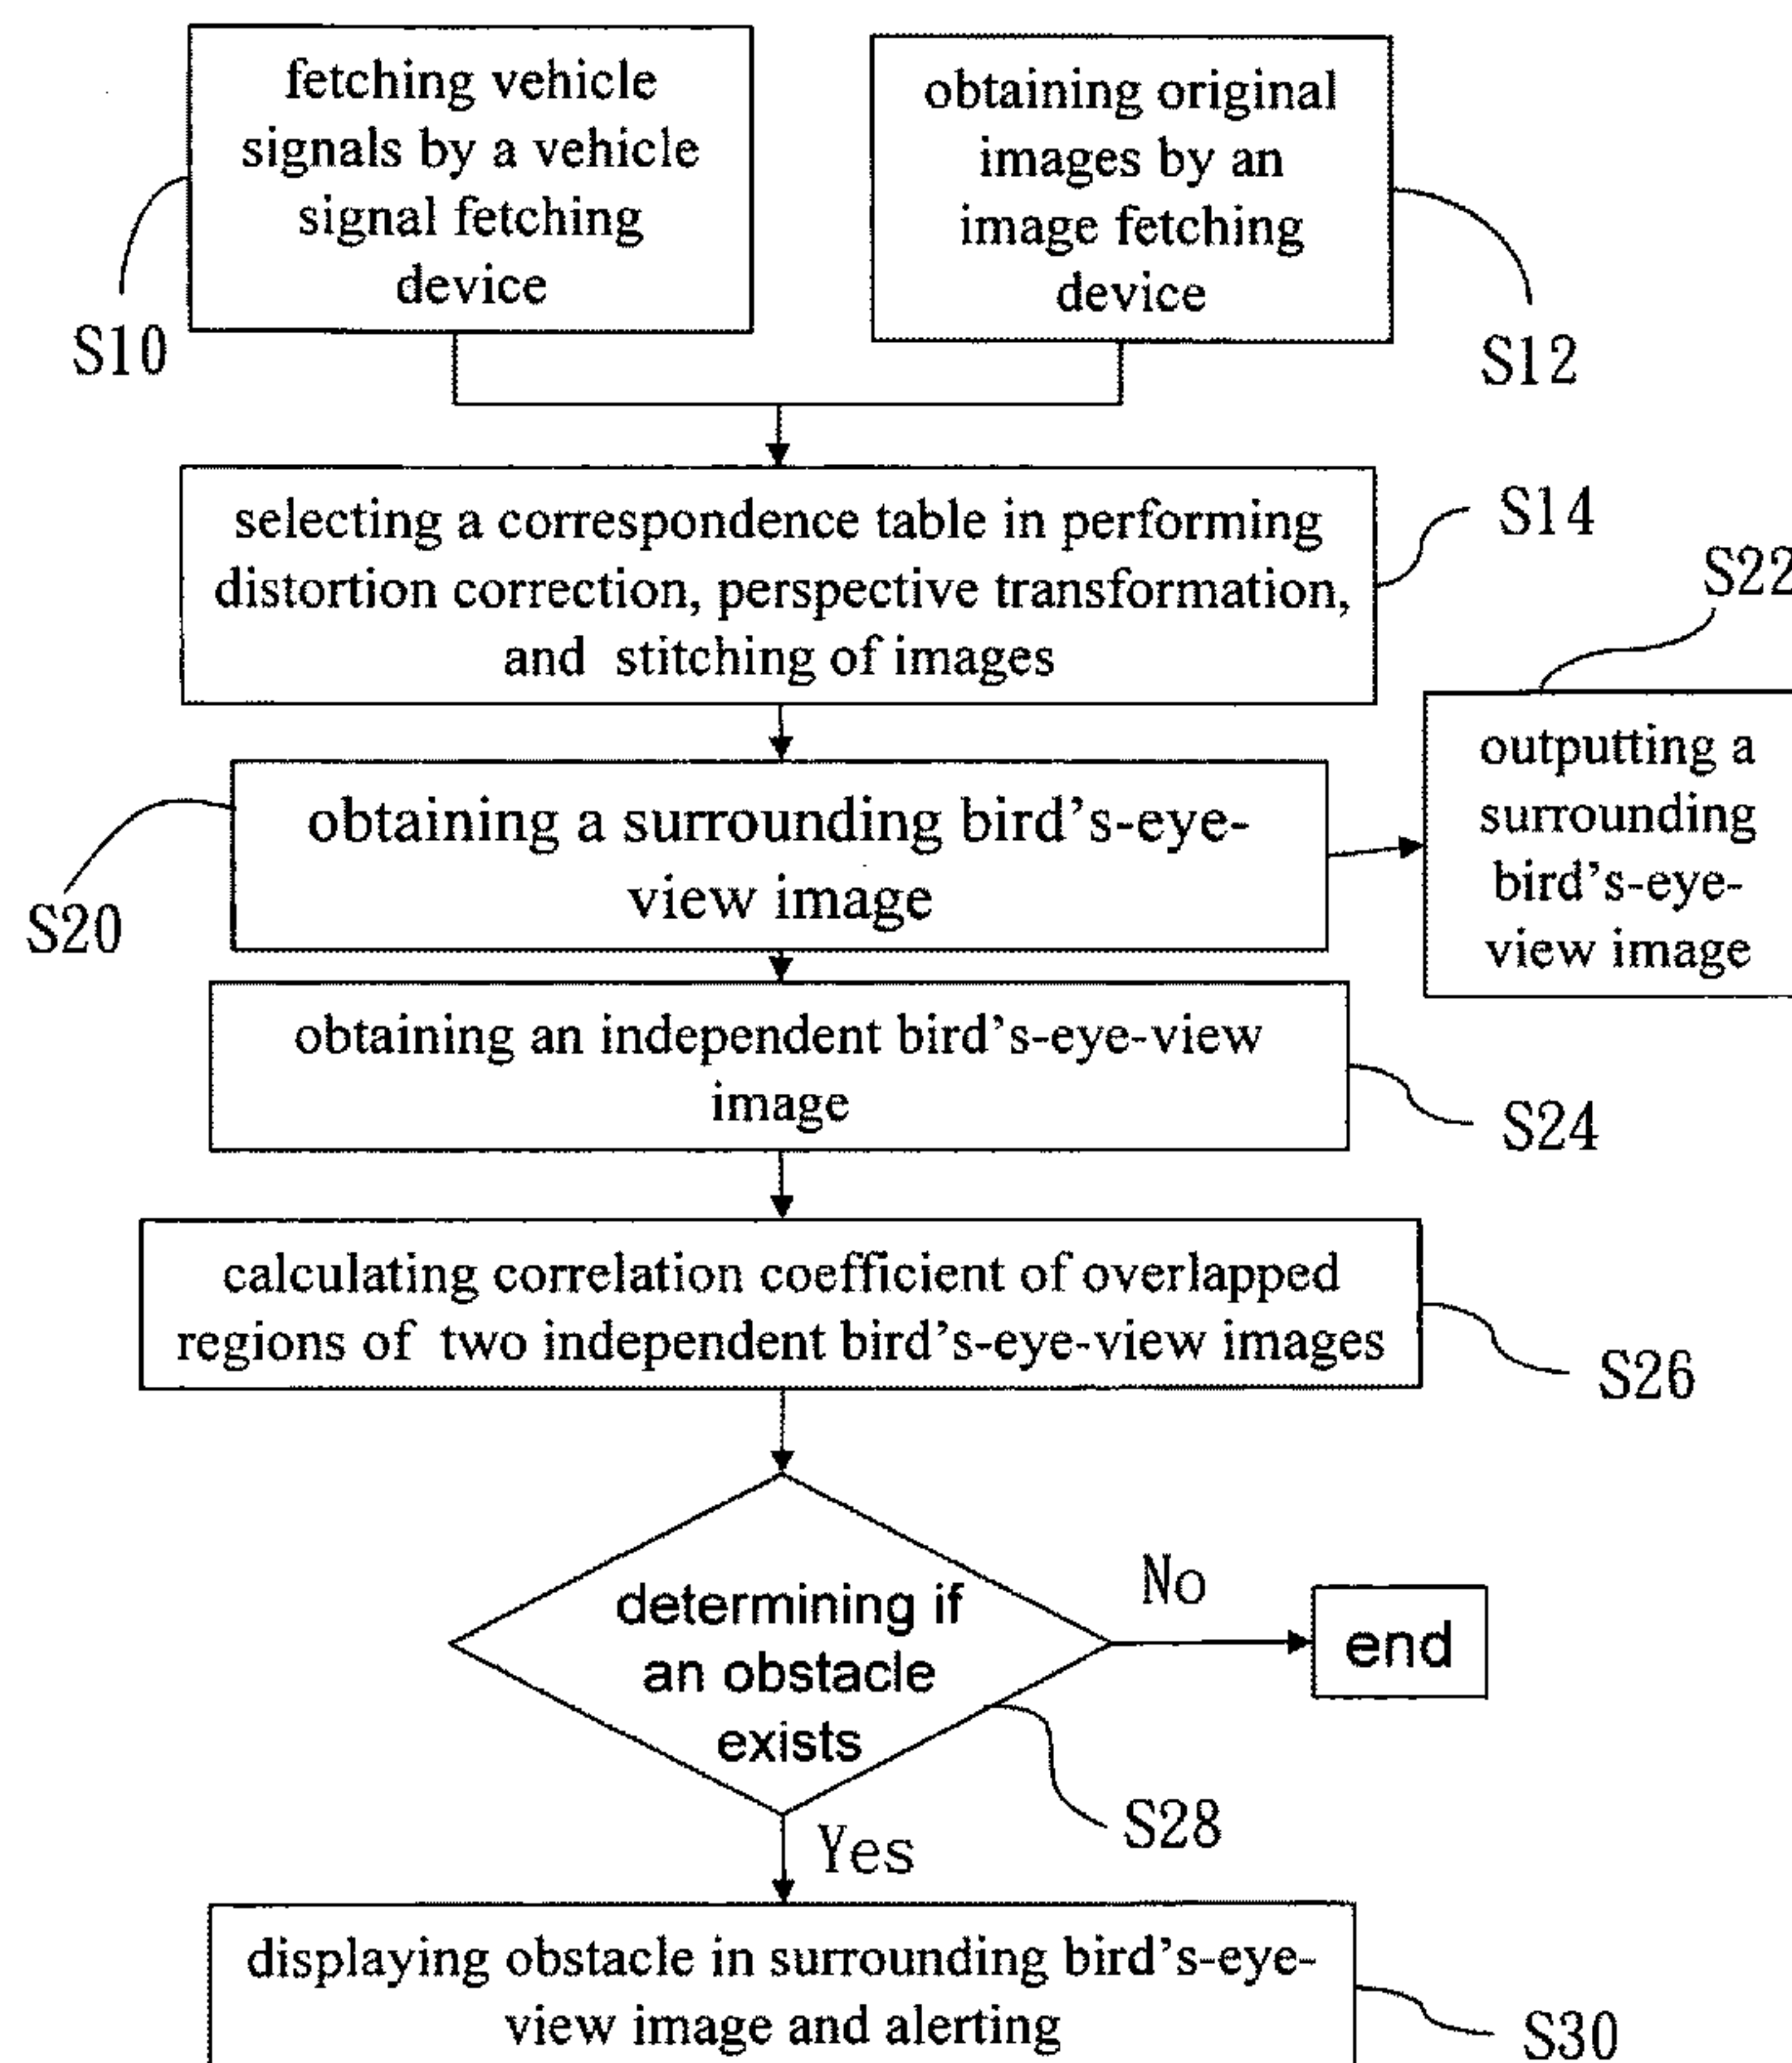 fetching vehicle
signals by a vehicle
signal fetching
device
S10
obtaining original
images by an
image fetching
device
S12
selecting a correspondence table in performing
distortion correction, perspective transformation,
and stitching of images
S14
S22
obtaining a surrounding bird's-eye-
view image
S20
outputting a
surrounding
bird's-eye-
view image
obtaining an independent bird's-eye-view
image
S24
calculating correlation coefficient of overlapped
regions of two independent bird's-eye-view images
S26
determining if
an obstacle
exists
No
end
S28
Yes
displaying obstacle in surrounding bird's-eye-
view image and alerting
S30